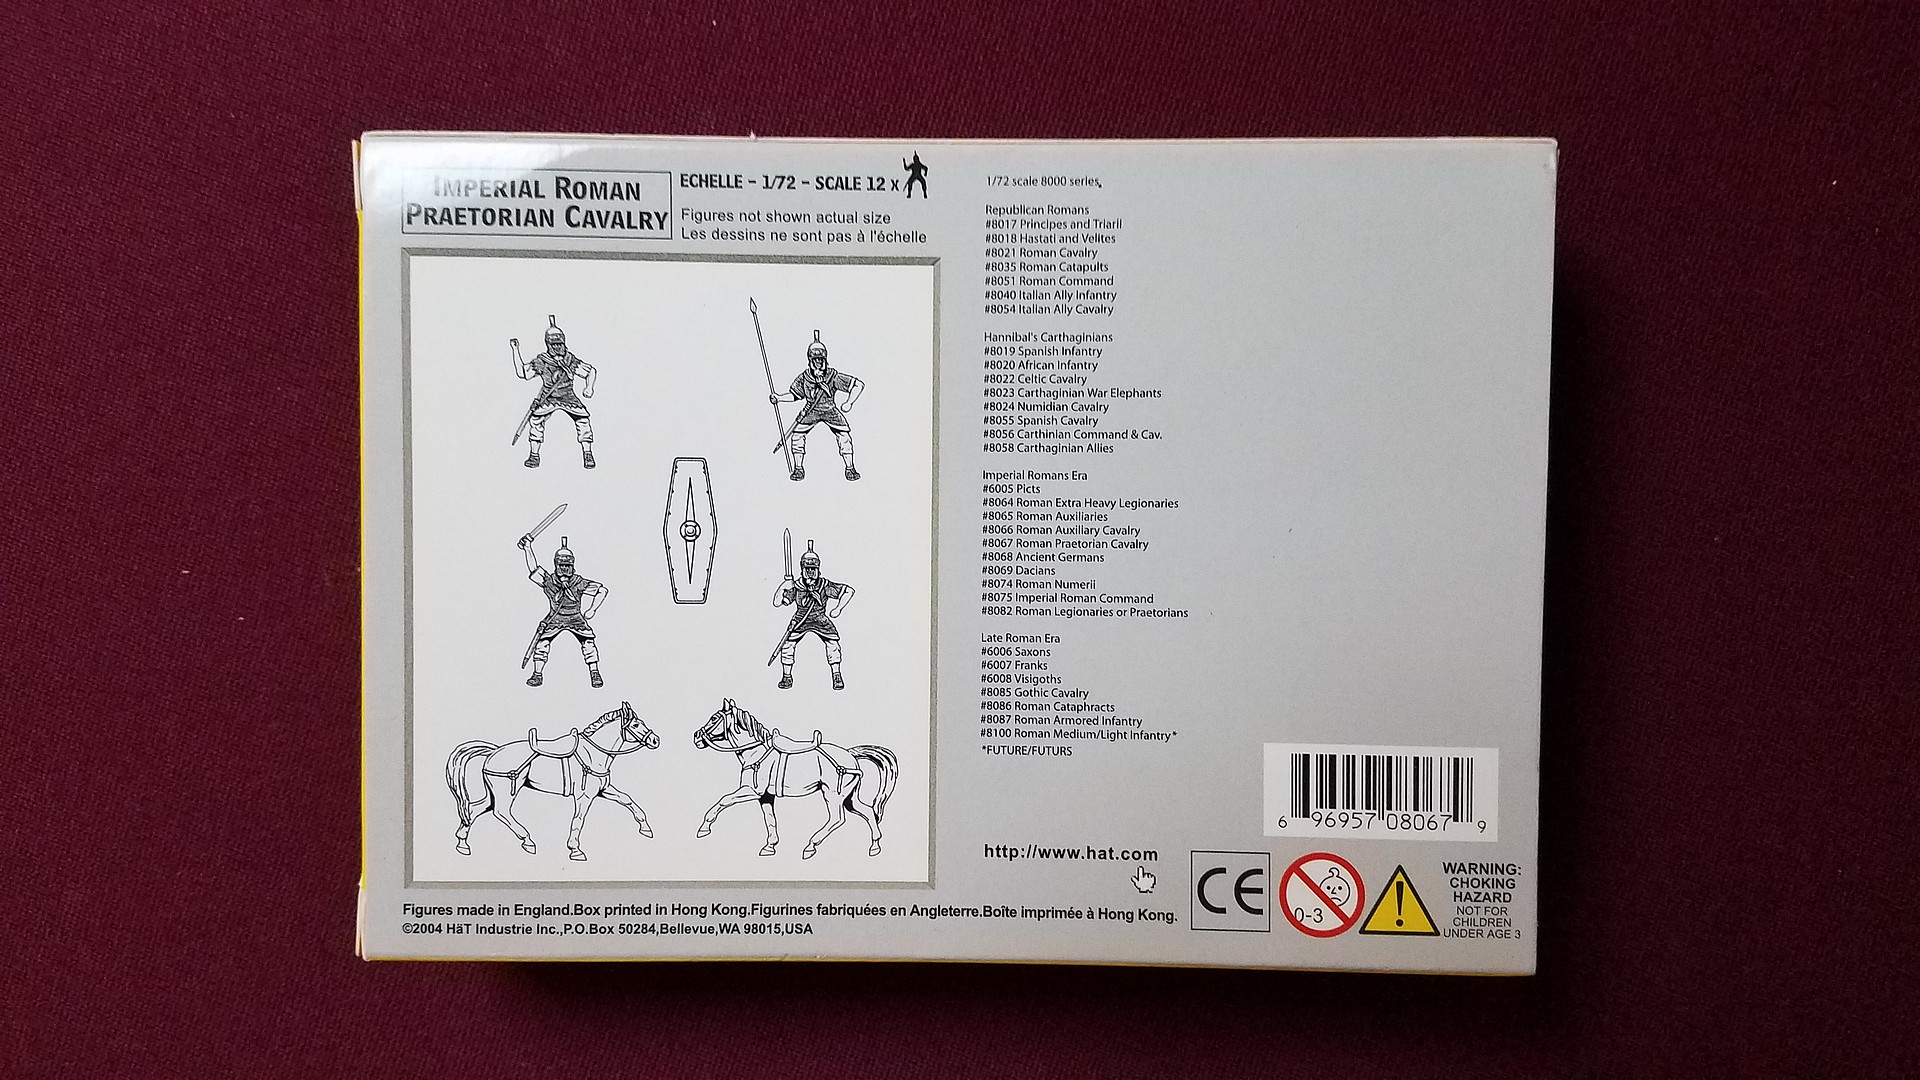 IMPERIAL ROMAN
PRAETORIAN CAVALRY
ECHELLE - 1/72 - SCALE 12 x
Figures not shown actual size
Les dessins ne sont pas à l'échelle
1/72 scale 8000 series,
Republican Romans
#8017 Principes and Triarii
#8018 Hastati and Velites
#8021 Roman Cavalry
#8035 Roman Catapults
#8051 Roman Command
#8040 Italian Ally Infantry
#8054 Italian Ally Cavalry
Hannibal's Carthaginians
#8019 Spanish Infantry
#8020 African Infantry
#8022 Celtic Cavalry
#8023 Carthaginian War Elephants
#8024 Numidian Cavalry
#8055 Spanish Cavalry
#8056 Carthinian Command & Cav.
#8058 Carthaginian Allies
Imperial Romans Era
#6005 Picts
#8064 Roman Extra Heavy Legionaries
#8065 Roman Auxiliaries
#8066 Roman Auxiliary Cavalry
#8067 Roman Praetorian Cavalry
#8068 Ancient Germans
#8069 Dacians
#8074 Roman Numerii
#8075 Imperial Roman Command
#8082 Roman Legionaries or Praetorians
Late Roman Era
#6006 Saxons
#6007 Franks
#6008 Visigoths
#8085 Gothic Cavalry
#8086 Roman Cataphracts
#8087 Roman Armored Infantry
#8100 Roman Medium/Light Infantry*
*FUTURE/FUTURS
6 96957 08067 9
http://www.hat.com
CE
0-3
WARNING:
CHOKING
HAZARD
NOT FOR
CHILDREN
UNDER AGE 3
Figures made in England.Box printed in Hong Kong.Figurines fabriquées en Angleterre.Boîte imprimée à Hong Kong.
©2004 HäT Industrie Inc.,P.O.Box 50284,Bellevue,WA 98015,USA